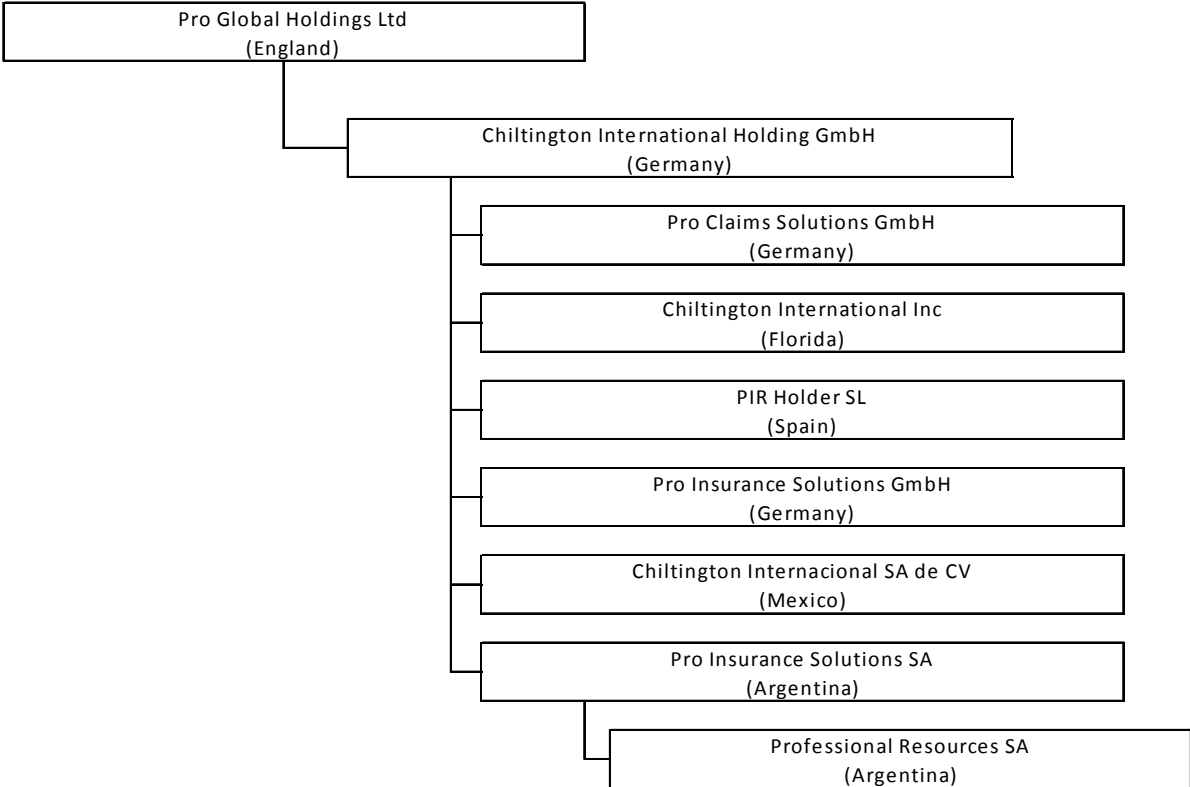 Pro Global Holdings Ltd
(England)
Chiltington International Holding GmbH
(Germany)
Pro Claims Solutions GmbH
(Germany)
Chiltington International Inc
(Florida)
PIR Holder SL
(Spain)
Pro Insurance Solutions GmbH
(Germany)
Chiltington Internacional SA de CV
(Mexico)
Pro Insurance Solutions SA
(Argentina)
Professional Resources SA
(Argentina)